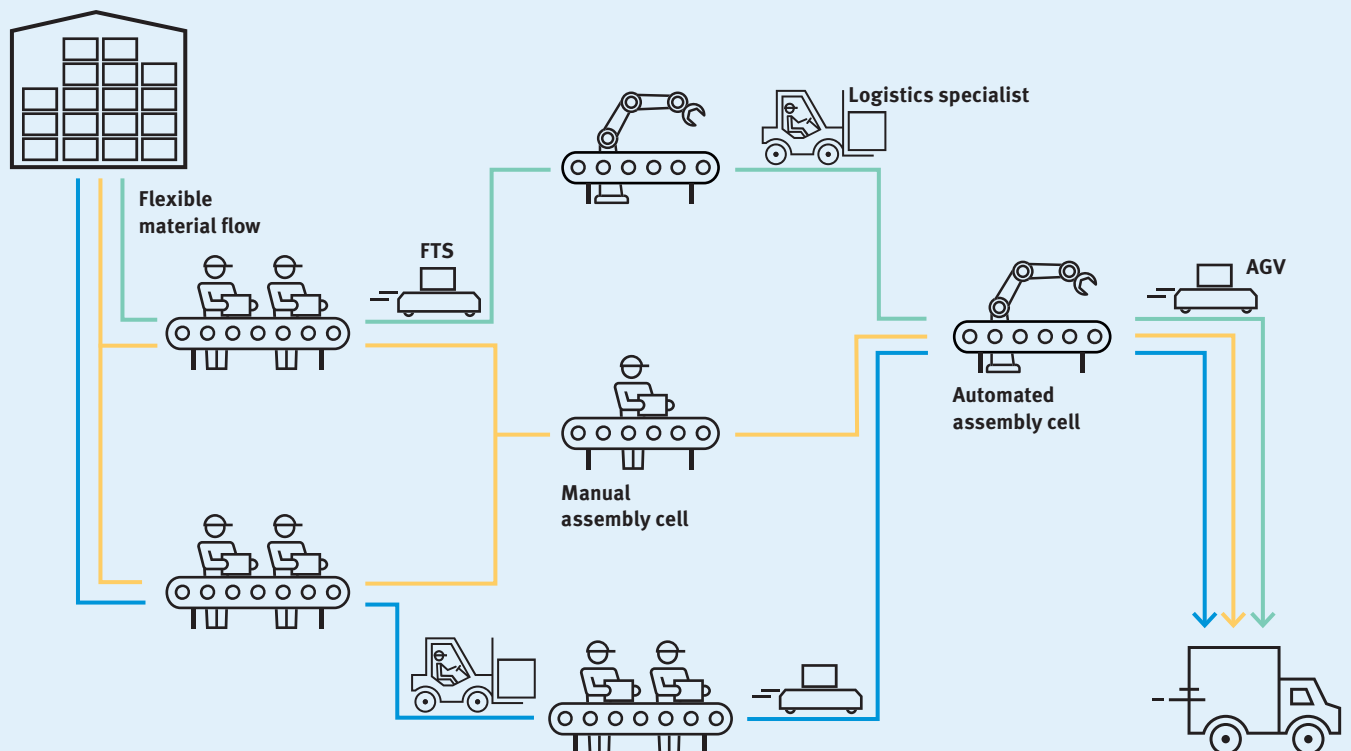 Logistics specialist
Flexible
material flow
FTS
AGV
Automated
assembly cell
Manual
assembly cell